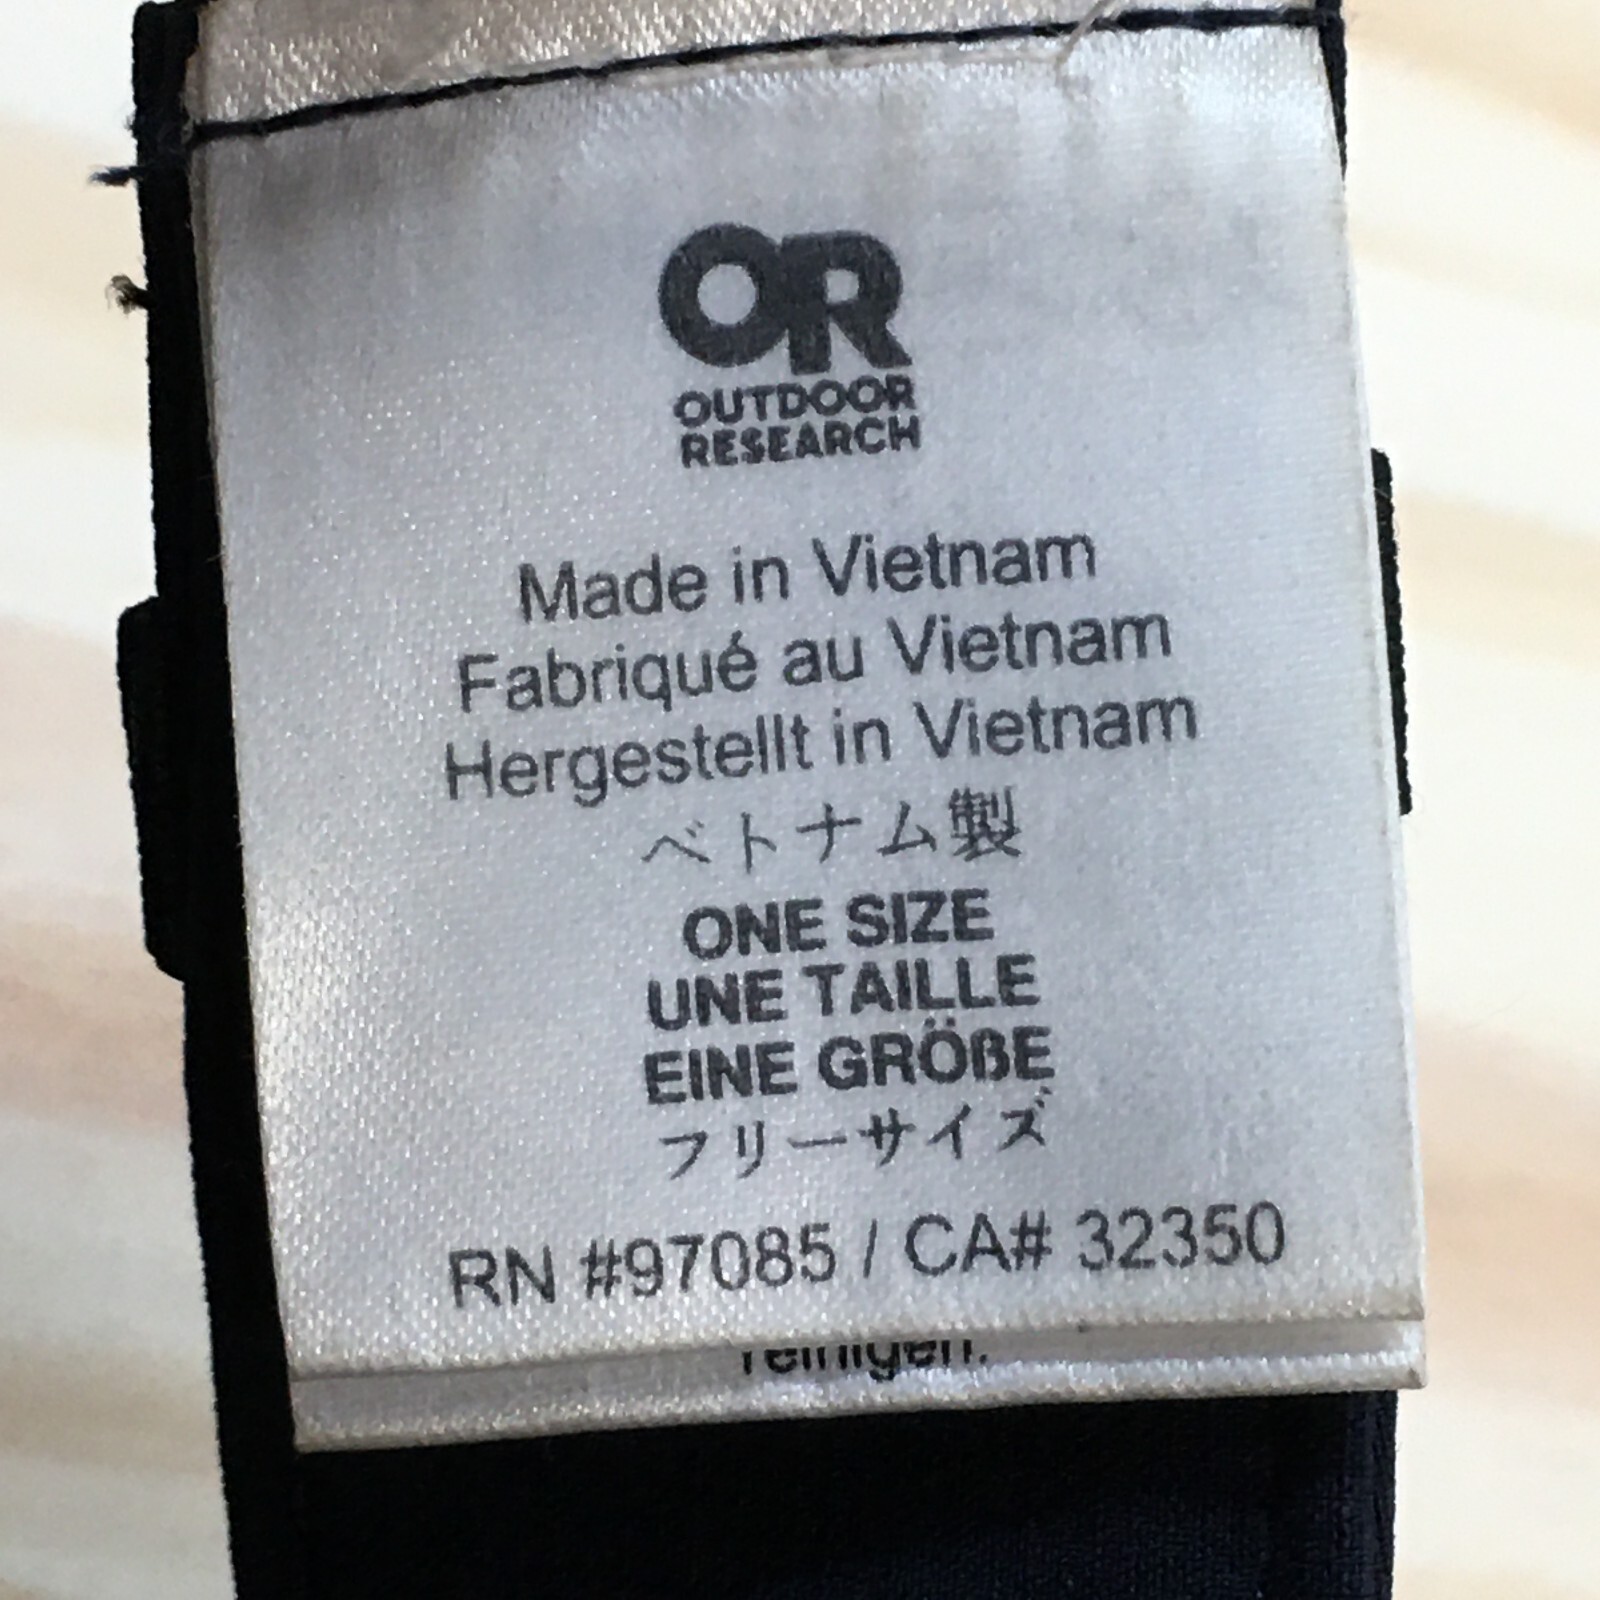 OR
OUTDOOR
RESEARCH
Made in Vietnam
Fabriqué au Vietnam
Hergestellt in Vietnam
ベトナム製
ONE SIZE
UNE TAILLE
EINE GRÖßE
フリーサイズ
RN #97085 / CA# 32350
reinigen.